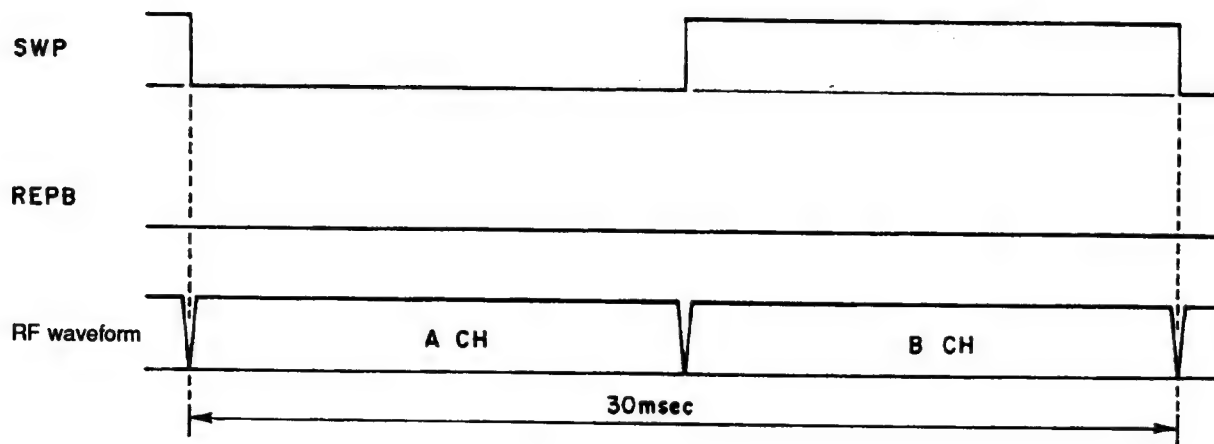 SWP
REPB
RF waveform
A CH
B CH
30msec